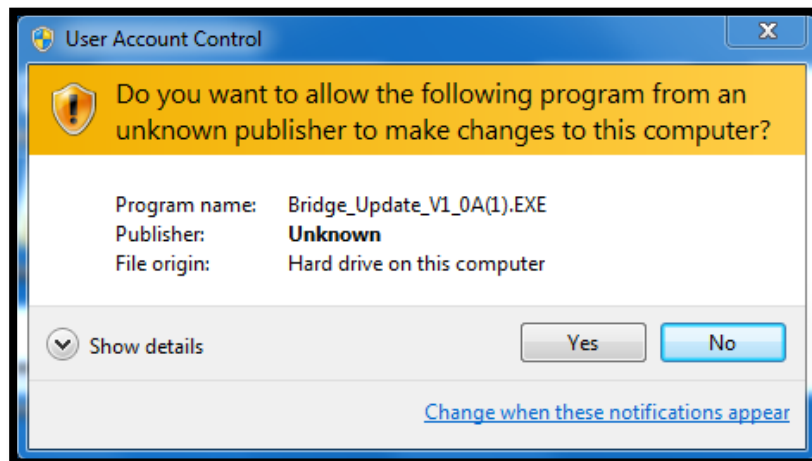 User Account Control
X
Do you want to allow the following program from an
unknown publisher to make changes to this computer?
Program name: Bridge_Update_V1_0A(1).EXE
Publisher: Unknown
File origin: Hard drive on this computer
Show details
Yes
No
Change when these notifications appear